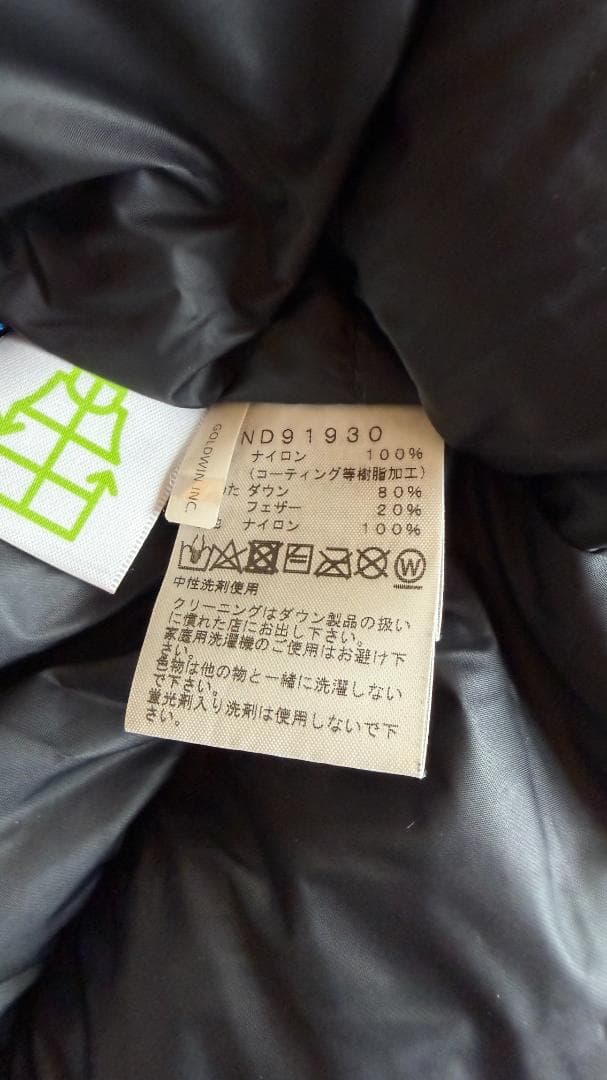 GOLDWIN INC.
ND91930
ナイロン 100%
(コーティング等樹脂加工)
た ダウン 80%
フェザー 20%
ナイロン 100%
W
中性洗剤使用
クリーニングはダウン製品の扱い
に慣れた店にお出し下さい。
家庭用洗濯機のご使用はお避け下
さい。
色物は他の物と一緒に洗濯しない
で下さい。
蛍光剤入り洗剤は使用しないで下
さい。